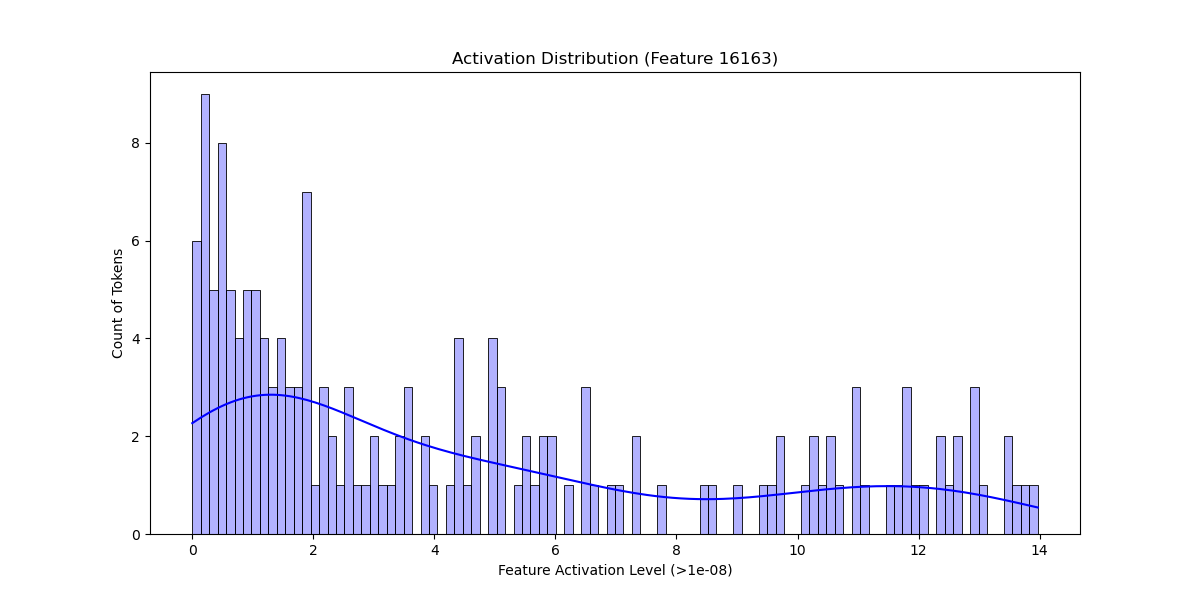 Activation Distribution (Feature 16163)
Count of Tokens
8
6
4
2
0
0 2 4 6 8 10 12 14
Feature Activation Level (>1e-08)